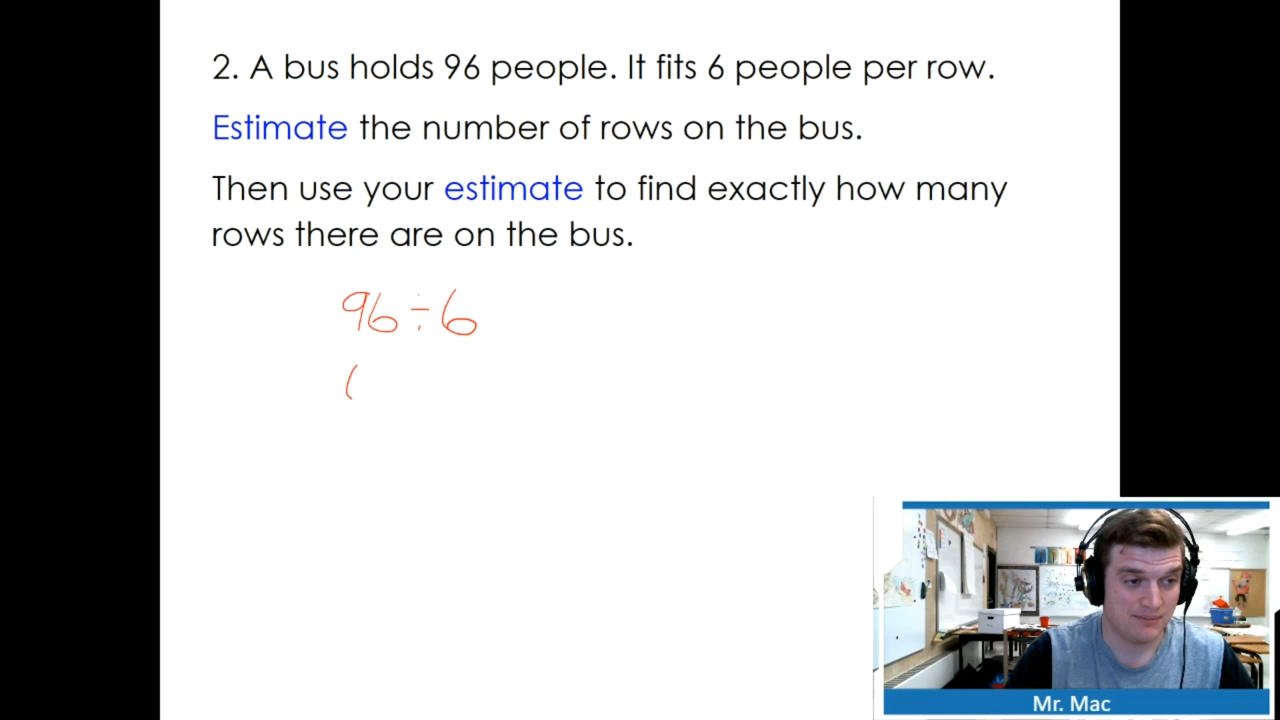 2. A bus holds 96 people. It fits 6 people per row.
Estimate the number of rows on the bus.
Then use your estimate to find exactly how many
rows there are on the bus.
96÷6
(
Mr. Mac